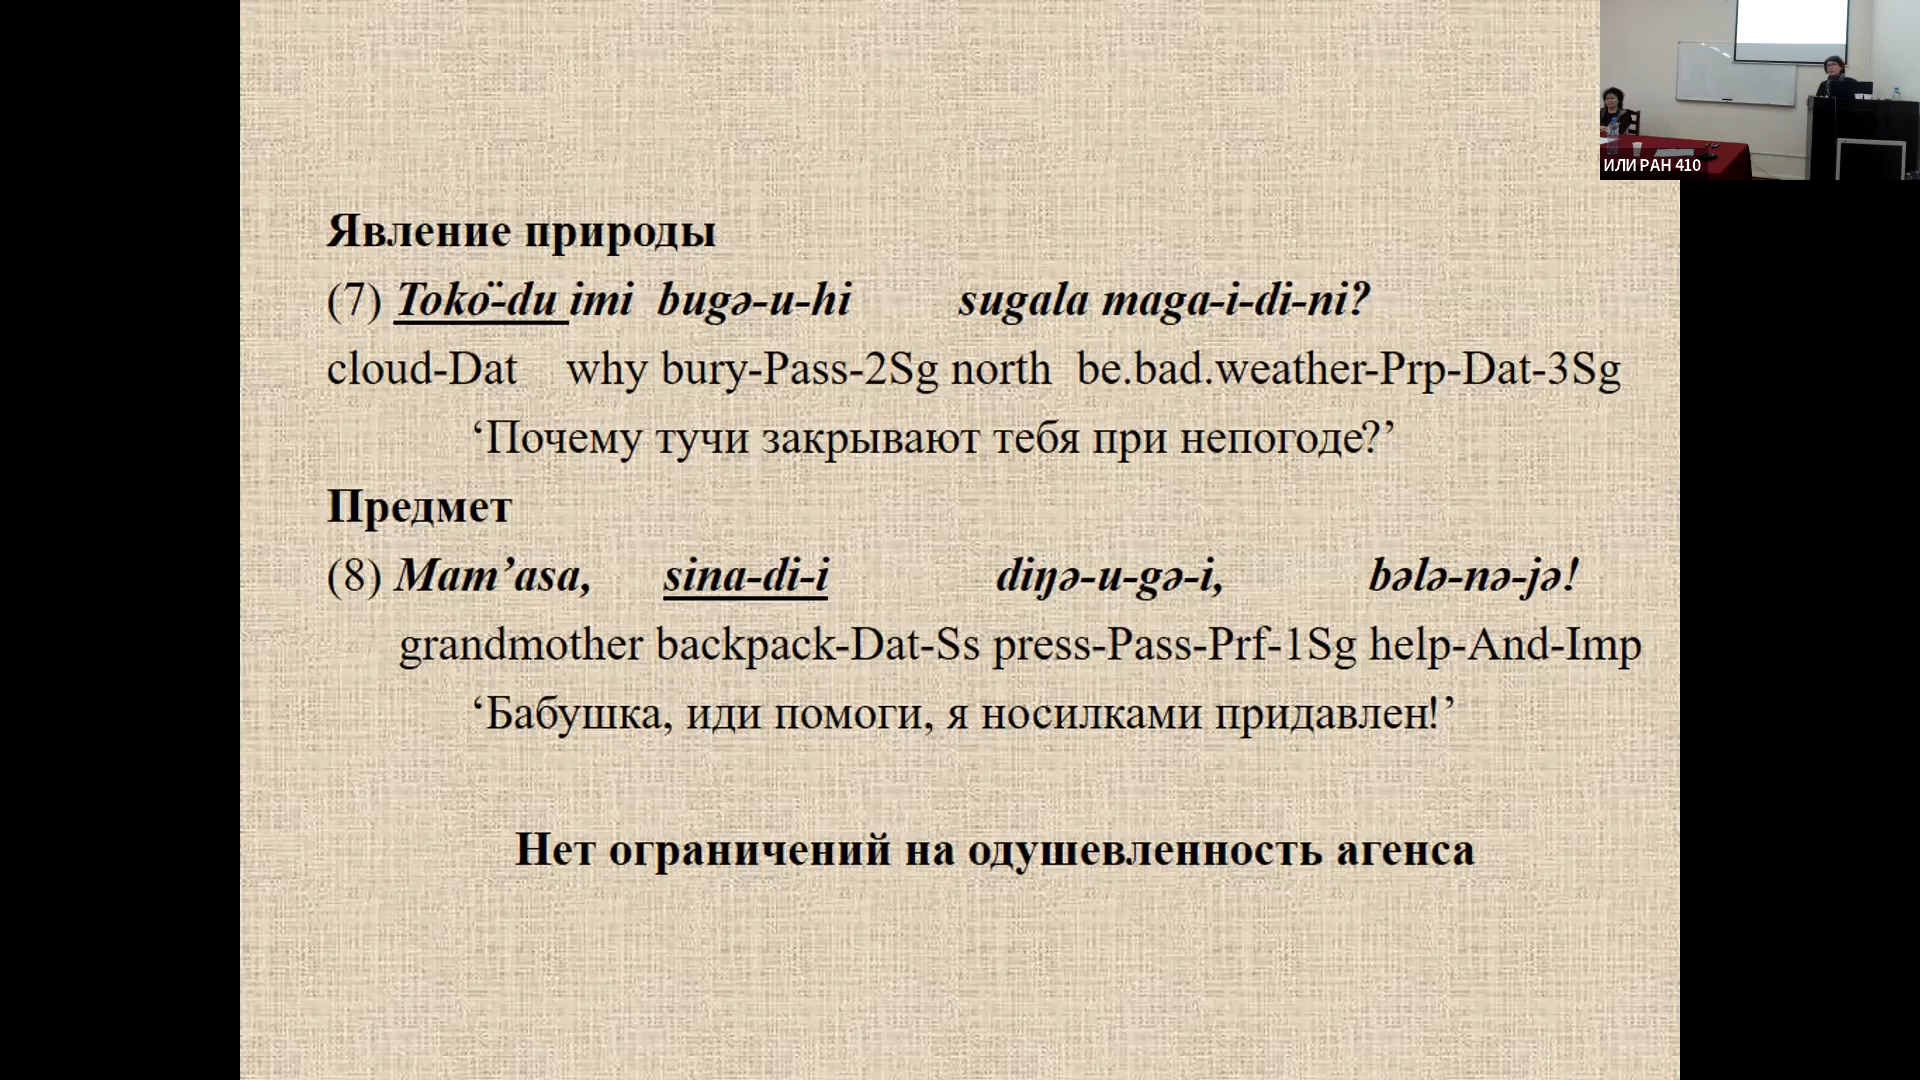 Явление природы
(7) Tokö-du imi bugə-u-hi sugala maga-i-di-ni?
cloud-Dat why bury-Pass-2Sg north be.bad.weather-Prp-Dat-3Sg
‘Почему тучи закрывают тебя при непогоде?’
Предмет
(8) Mam’asa, sina-di-i diŋə-u-gə-i, bələ-nə-jə!
grandmother backpack-Dat-Ss press-Pass-Prf-1Sg help-And-Imp
‘Бабушка, иди помоги, я носилками придавлен!’
Нет ограничений на одушевленность агенса
ИЛИ РАН 410